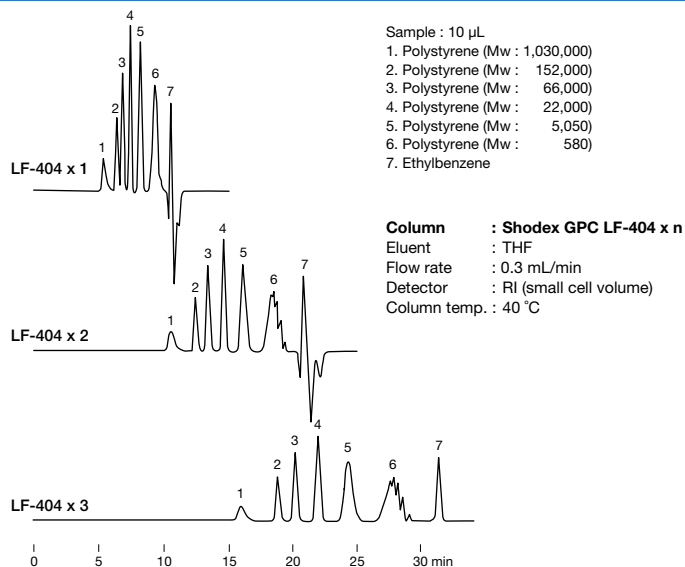 Sample : 10 µL
1. Polystyrene (Mw : 1,030,000)
2. Polystyrene (Mw : 152,000)
3. Polystyrene (Mw : 66,000)
4. Polystyrene (Mw : 22,000)
5. Polystyrene (Mw : 5,050)
6. Polystyrene (Mw : 580)
7. Ethylbenzene
Column : Shodex GPC LF-404 x n
Eluent : THF
Flow rate : 0.3 mL/min
Detector : RI (small cell volume)
Column temp. : 40 °C
1 2 3 4 5 6 7
LF-404 x 1
1 2 3 4 5 6 7
LF-404 x 2
1 2 3 4 5 6 7
LF-404 x 3
0 5 10 15 20 25 30 min